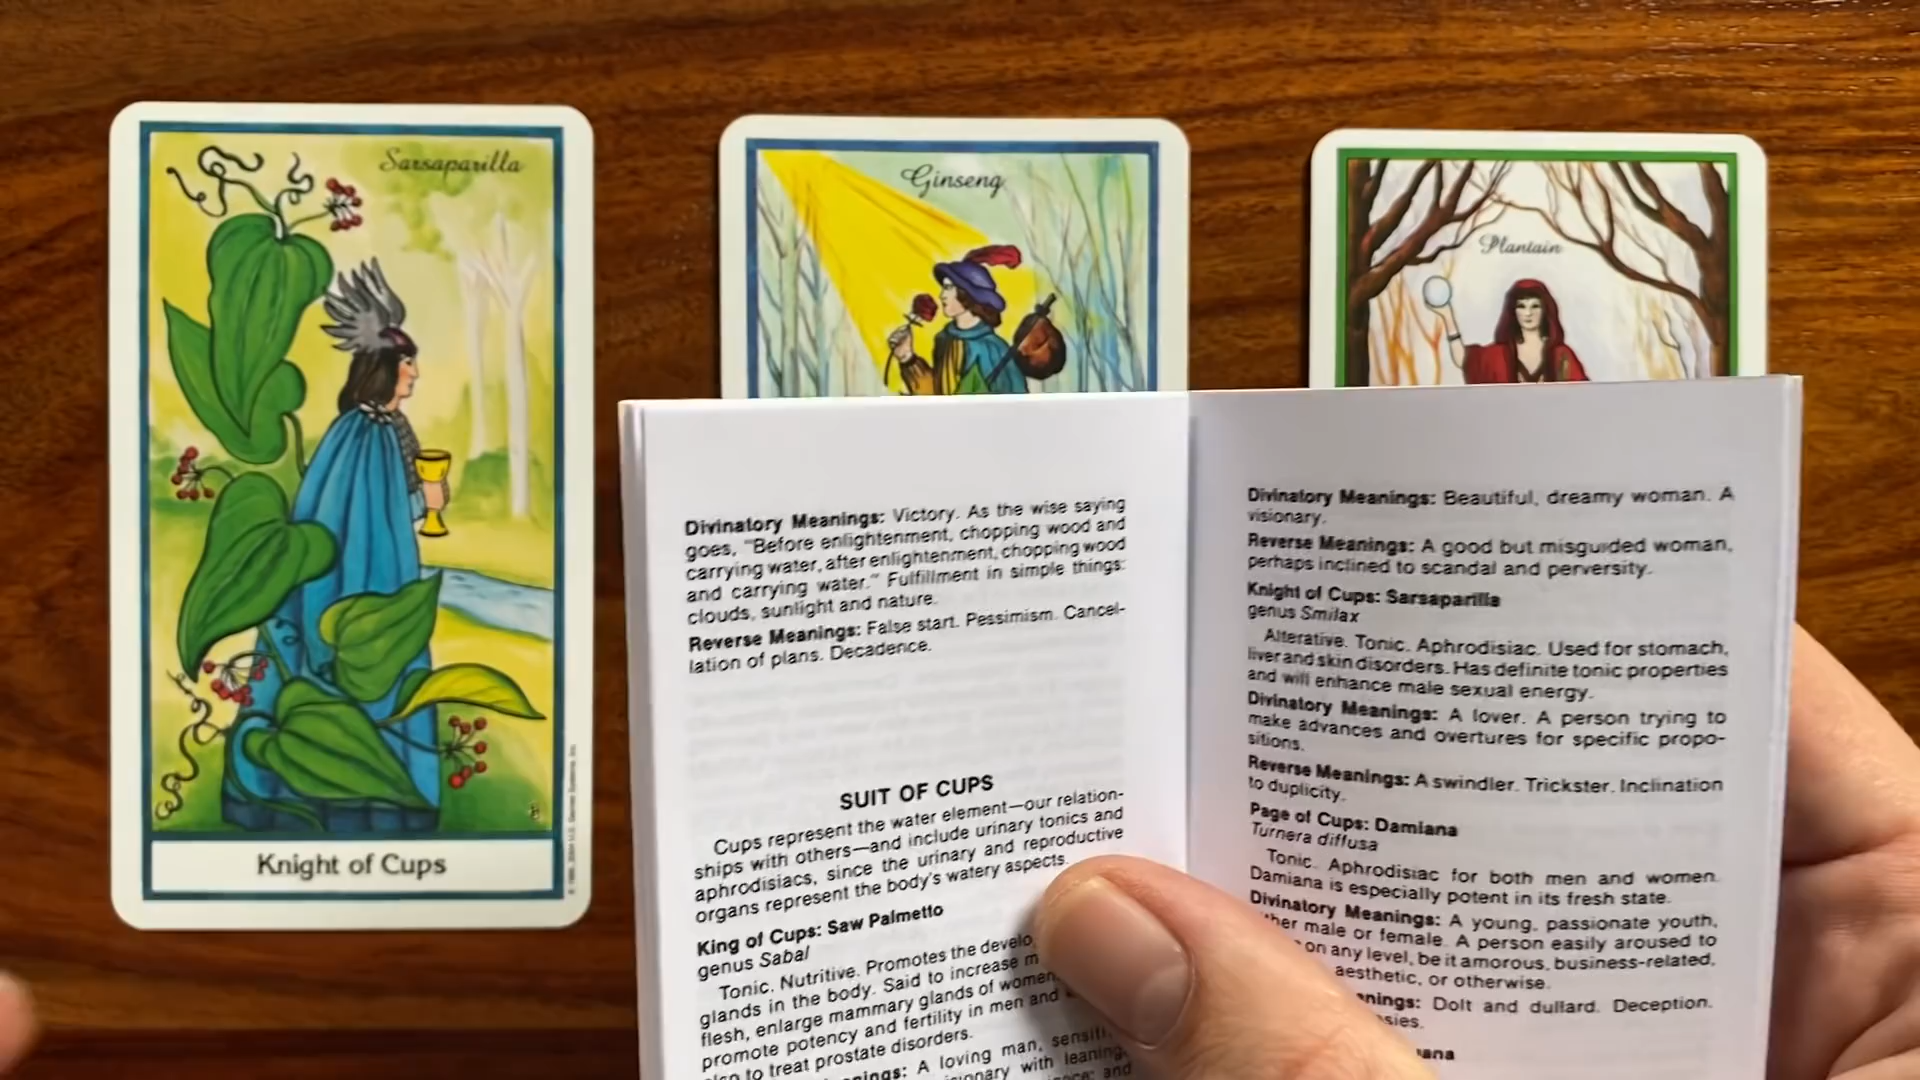 Sarsaparilla
Knight of Cups
Ginseng
Plantain
Divinatory Meanings: Victory. As the wise saying
goes, "Before enlightenment, chopping wood and
carrying water, after enlightenment, chopping wood
and carrying water." Fulfillment in simple things:
clouds, sunlight and nature.
Reverse Meanings: False start. Pessimism. Cancel-
lation of plans. Decadence.
SUIT OF CUPS
Cups represent the water element—our relation-
ships with others—and include urinary tonics and
aphrodisiacs, since the urinary and reproductive
organs represent the body's watery aspects.
King of Cups: Saw Palmetto
genus Sabal
Tonic. Nutritive. Promotes the develo
glands in the body. Said to increase m
flesh, enlarge mammary glands of women
promote potency and fertility in men and
to treat prostate disorders.
A loving man, sensiti
with leaning
and
Divinatory Meanings: Beautiful, dreamy woman. A
visionary.
Reverse Meanings: A good but misguided woman,
perhaps inclined to scandal and perversity.
Knight of Cups: Sarsaparilla
genus Smilax
Alterative. Tonic. Aphrodisiac. Used for stomach,
liver and skin disorders. Has definite tonic properties
and will enhance male sexual energy.
Divinatory Meanings: A lover. A person trying to
make advances and overtures for specific propo-
sitions.
Reverse Meanings: A swindler. Trickster. Inclination
to duplicity.
Page of Cups: Damiana
Turnera diffusa
Tonic. Aphrodisiac for both men and women.
Damiana is especially potent in its fresh state.
Divinatory Meanings: A young, passionate youth,
male or female. A person easily aroused to
on any level, be it amorous, business-related,
aesthetic, or otherwise.
Dolt and dullard. Deception.